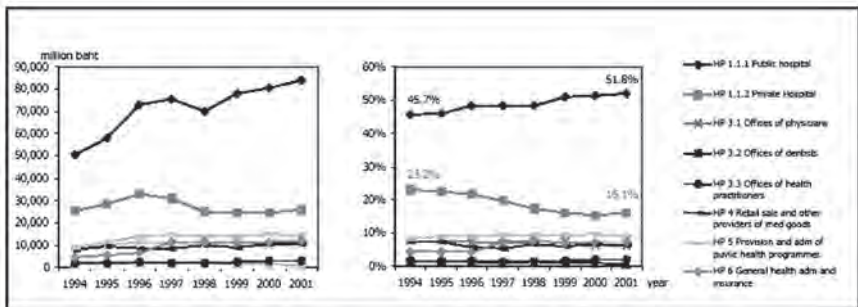 million baht
90,000
80,000
70,000
60,000
50,000
40,000
30,000
20,000
10,000
0
1994 1995 1996 1997 1998 1999 2000 2001
60%
50%
40%
30%
20%
10%
0%
45.7%
51.8%
23.2%
16.1%
1994 1995 1996 1997 1998 1999 2000 2001 year
HP 1.1.1 Public hospital
HP 1.1.2 Private Hospital
HP 3.1 Offices of physicians
HP 3.2 Offices of dentists
HP 3.3 Offices of health
practitioners
HP 4 Retail sale and other
providers of med goods
HP 5 Provision and adm of
public health programmes
HP 6 General health adm and
insurance